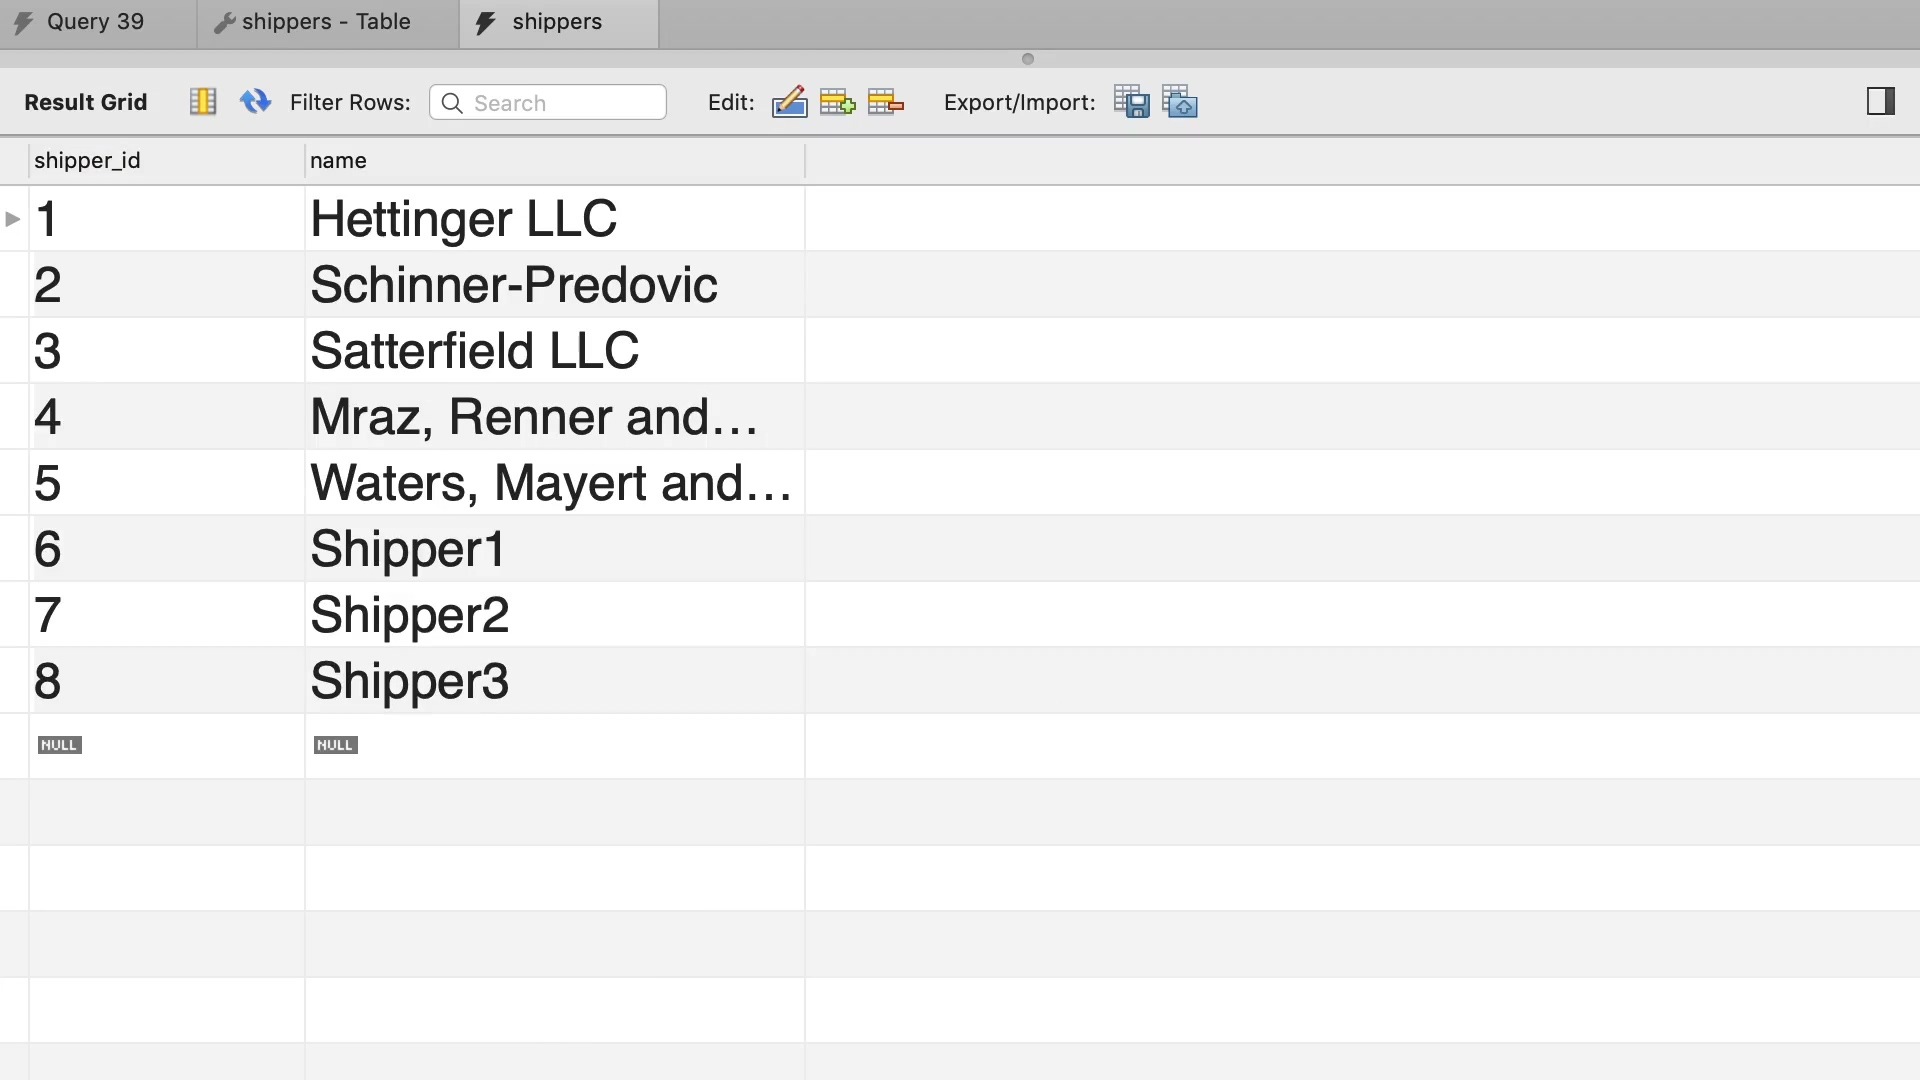 Query 39 shippers - Table shippers
Result Grid Filter Rows: Search Edit: Export/Import:
shipper_id name
1 Hettinger LLC
2 Schinner-Predovic
3 Satterfield LLC
4 Mraz, Renner and...
5 Waters, Mayert and...
6 Shipper1
7 Shipper2
8 Shipper3
NULL NULL